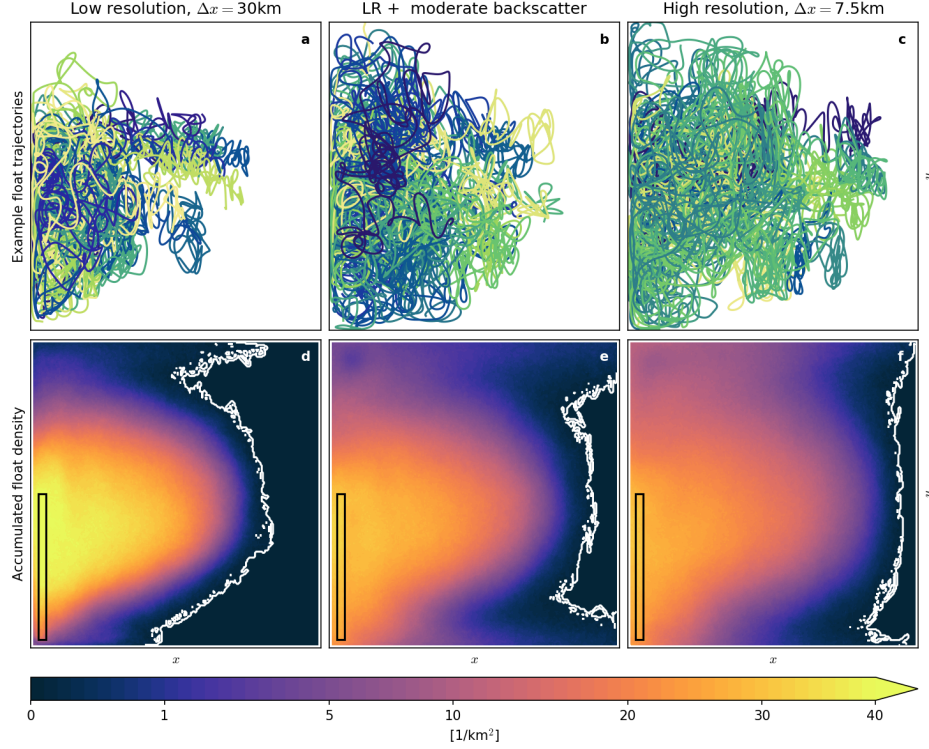 Low resolution, Δx = 30km
LR + moderate backscatter
High resolution, Δx = 7.5km
Example float trajectories
a
b
c
Accumulated float density
d
e
f
x
x
x
0 1 5 10 20 30 40
[1/km²]